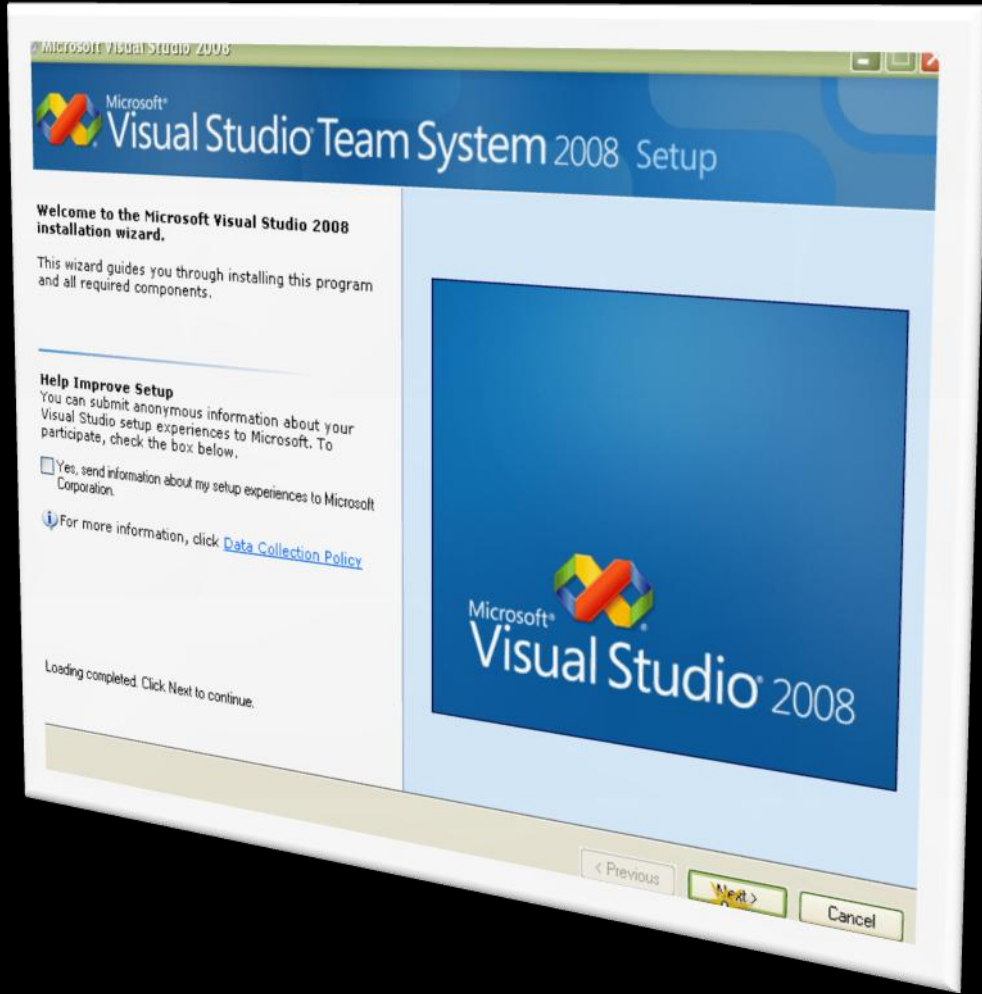 Microsoft Visual Studio 2008
Microsoft®
Visual Studio Team System 2008 Setup
Welcome to the Microsoft Visual Studio 2008
installation wizard.
This wizard guides you through installing this program
and all required components.
Help Improve Setup
You can submit anonymous information about your
Visual Studio setup experiences to Microsoft. To
participate, check the box below.
Yes, send information about my setup experiences to Microsoft
Corporation.
For more information, click Data Collection Policy
Loading completed. Click Next to continue.
Microsoft®
Visual Studio® 2008
< Previous
Next >
Cancel